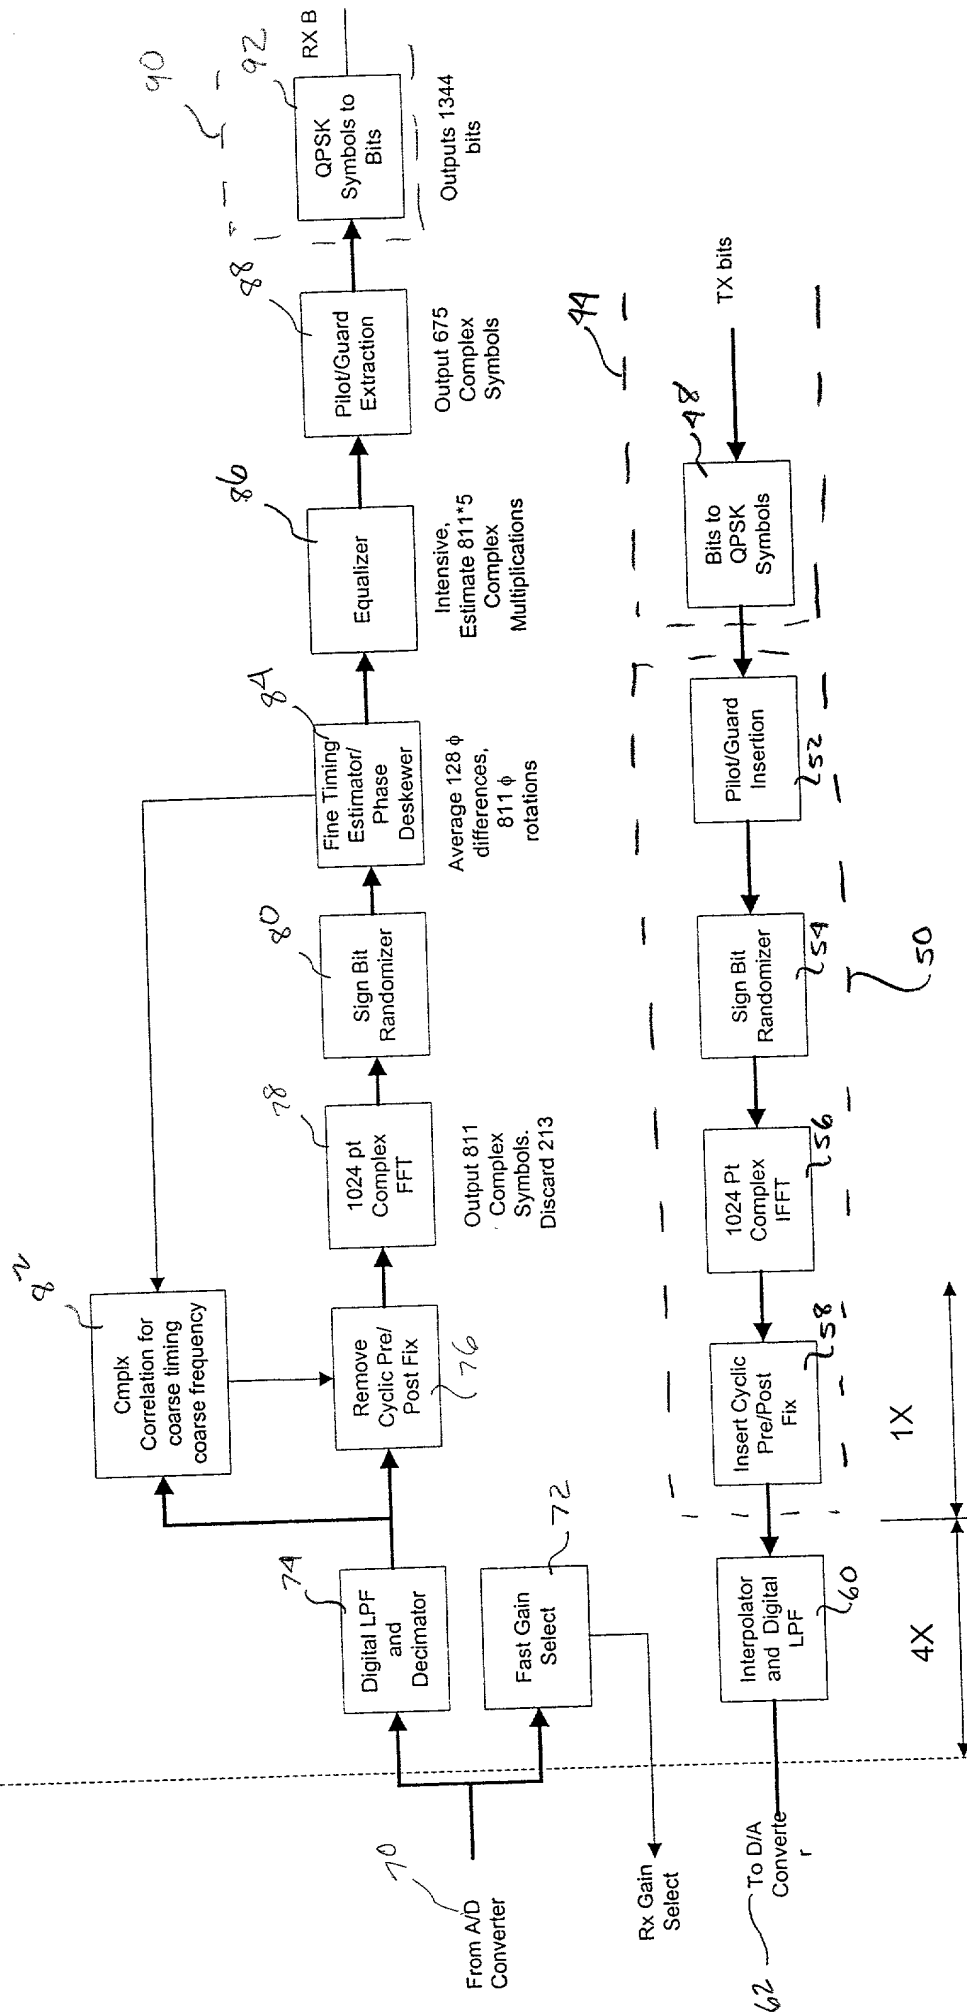 90
92
RX B
QPSK
Symbols to
Bits
Outputs 1344
bits
88
Pilot/Guard
Extraction
Output 675
Complex
Symbols
86
Equalizer
Intensive,
Estimate 811*5
Complex
Multiplications
84
Fine Timing
Estimator/
Phase
Deskewer
Average 128 ϕ
differences,
811 ϕ
rotations
80
Sign Bit
Randomizer
78
1024 pt
Complex
FFT
Output 811
Complex
Symbols.
Discard 213
82
Cmplx
Correlation for
coarse timing
coarse frequency
Remove
Cyclic Pre/
Post Fix
76
74
Digital LPF
and
Decimator
72
Fast Gain
Select
70
From A/D
Converter
Rx Gain
Select
44
TX bits
48
Bits to
QPSK
Symbols
Pilot/Guard
Insertion
52
Sign Bit
Randomizer
54
50
1024 Pt
Complex
IFFT
56
Insert Cyclic
Pre/Post
Fix
58
Interpolator
and Digital
LPF
60
62
To D/A
Converte
r
4X
1X